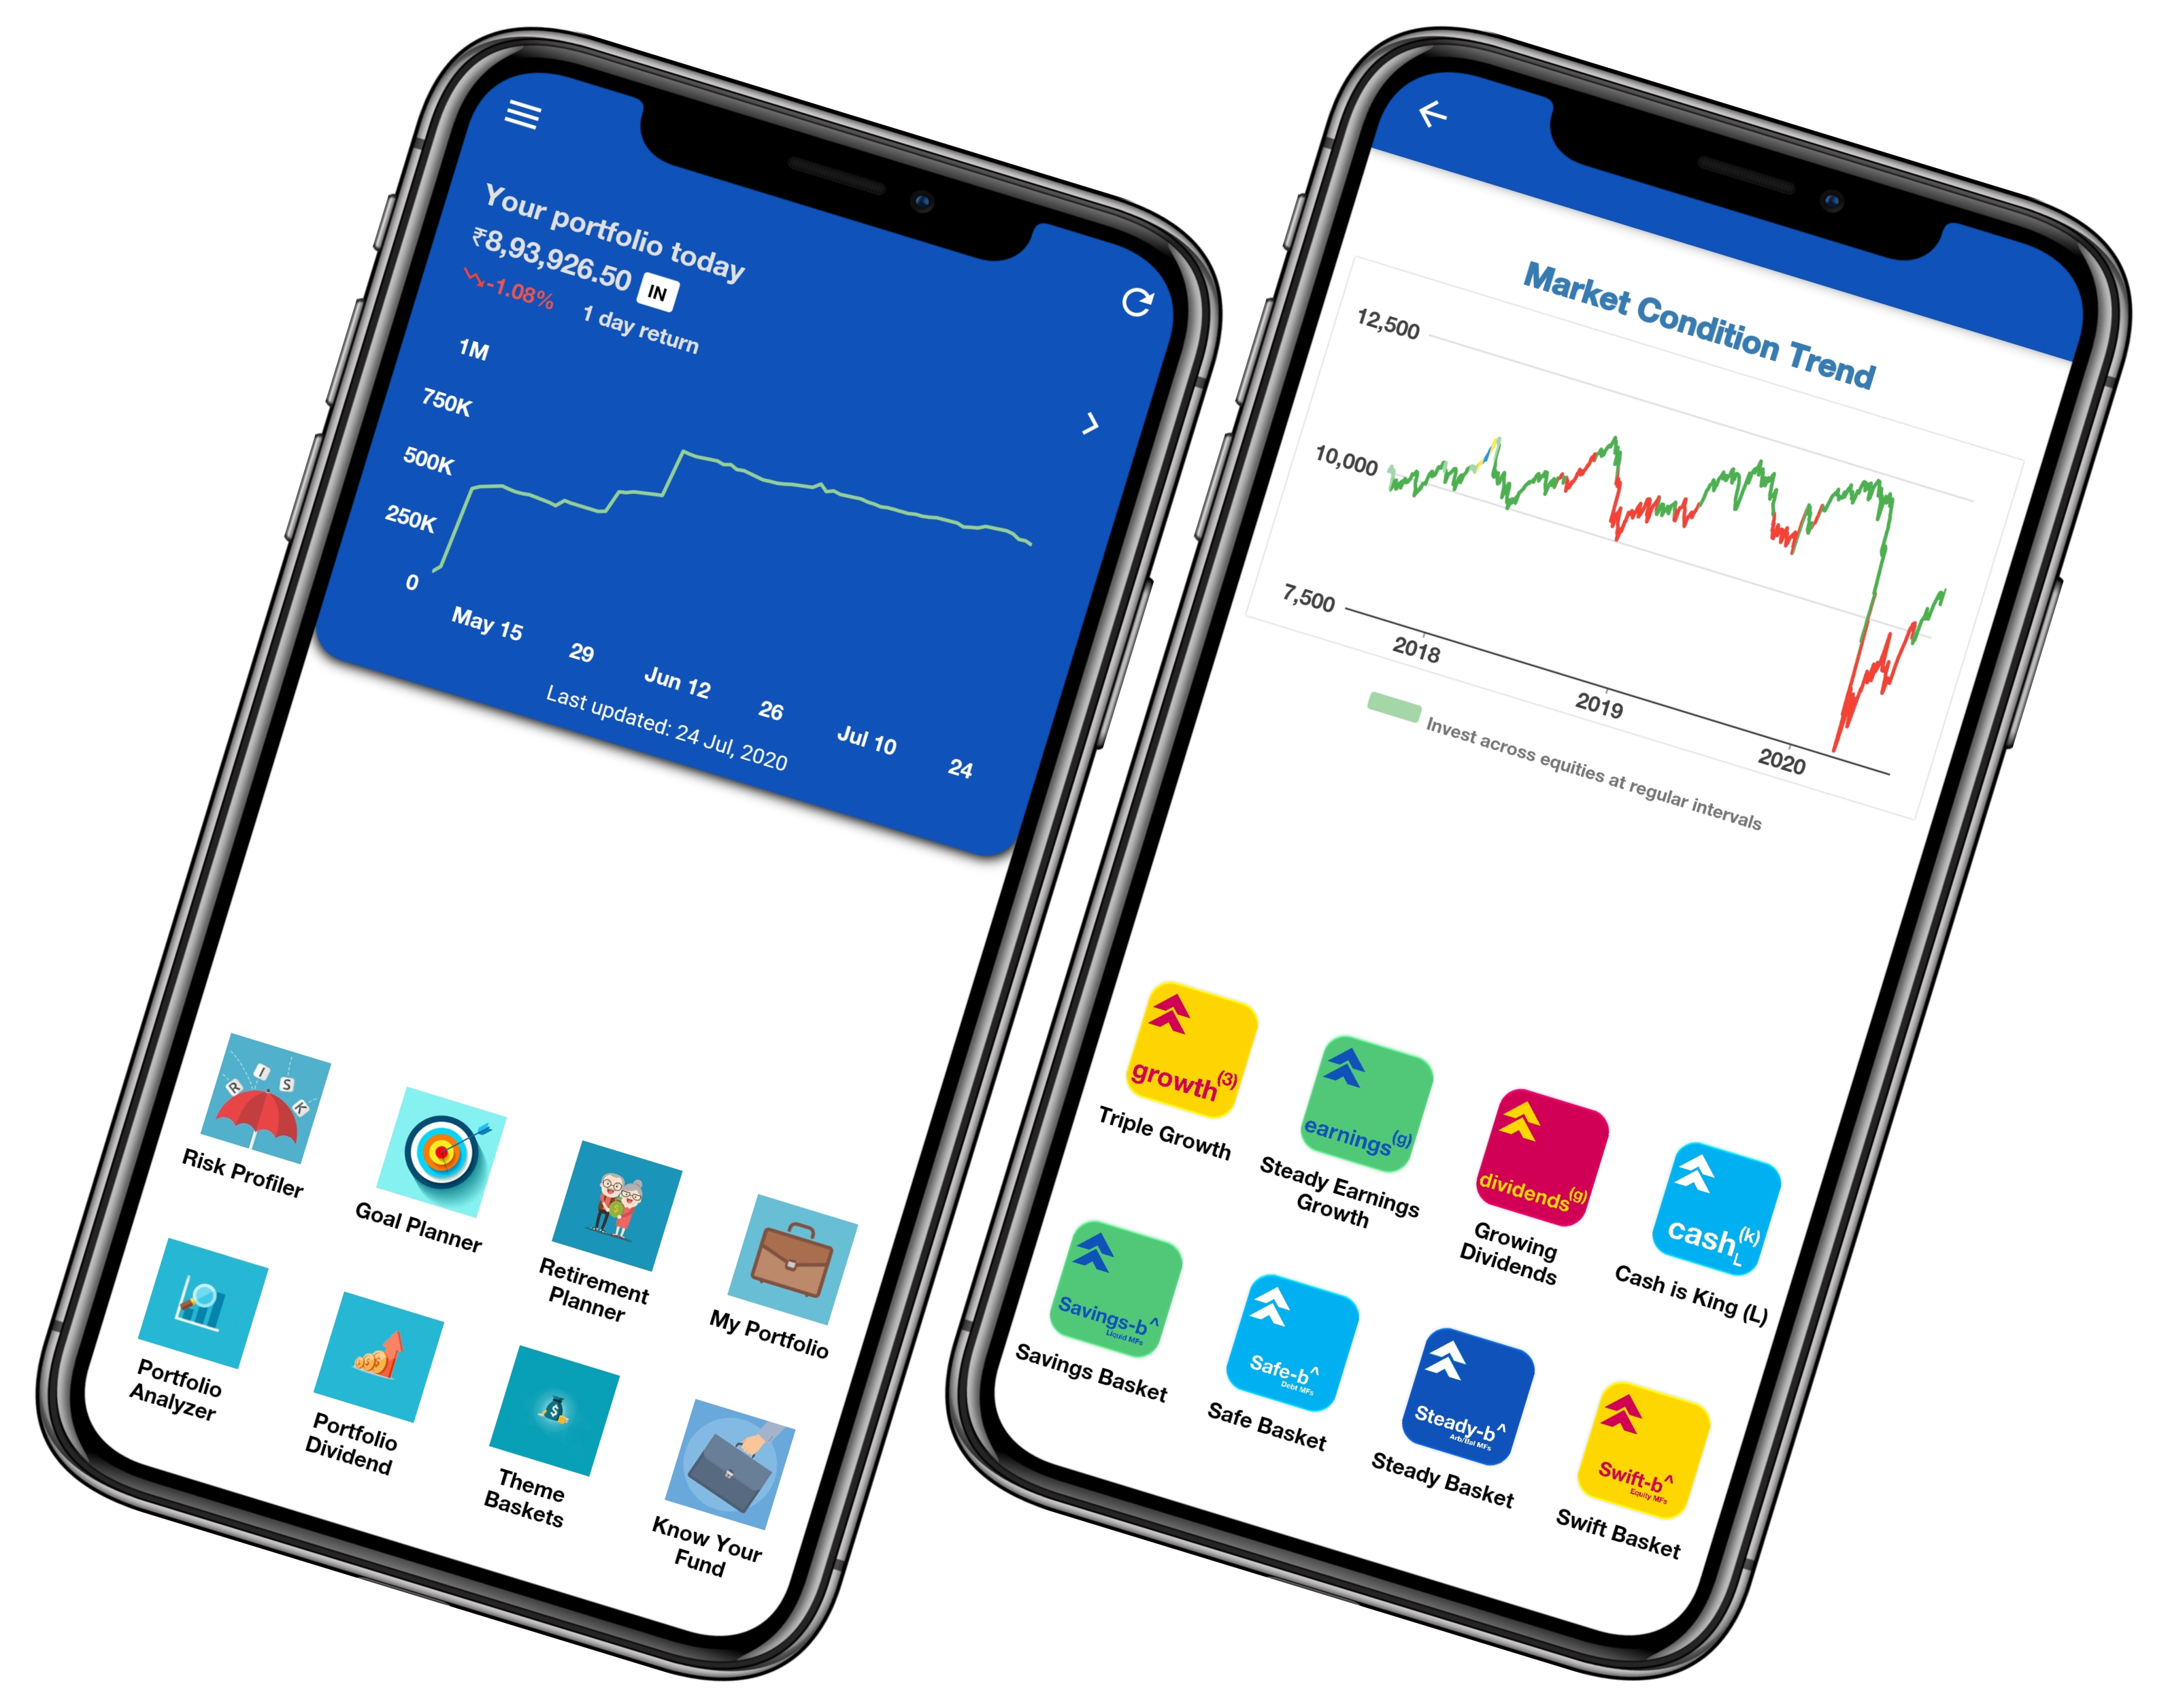 Your portfolio today
₹8,93,926.50 IN
-1.08% 1 day return
1M
750K
500K
250K
0
May 15
29
Jun 12
26
Jul 10
24
Last updated: 24 Jul, 2020
R I S K
Risk Profiler
Goal Planner
Retirement
Planner
My Portfolio
Portfolio
Analyzer
Portfolio
Dividend
Theme
Baskets
Know Your
Fund
Market Condition Trend
12,500
10,000
7,500
2018
2019
2020
Invest across equities at regular intervals
growth(3)
Triple Growth
earnings(g)
Steady Earnings
Growth
dividends(g)
Growing
Dividends
cashL(k)
Cash is King (L)
Savings-b^
Liquid MFs
Savings Basket
Safe-b^
Debt MFs
Safe Basket
Steady-b^
Arb/Bal MFs
Steady Basket
Swift-b^
Equity MFs
Swift Basket